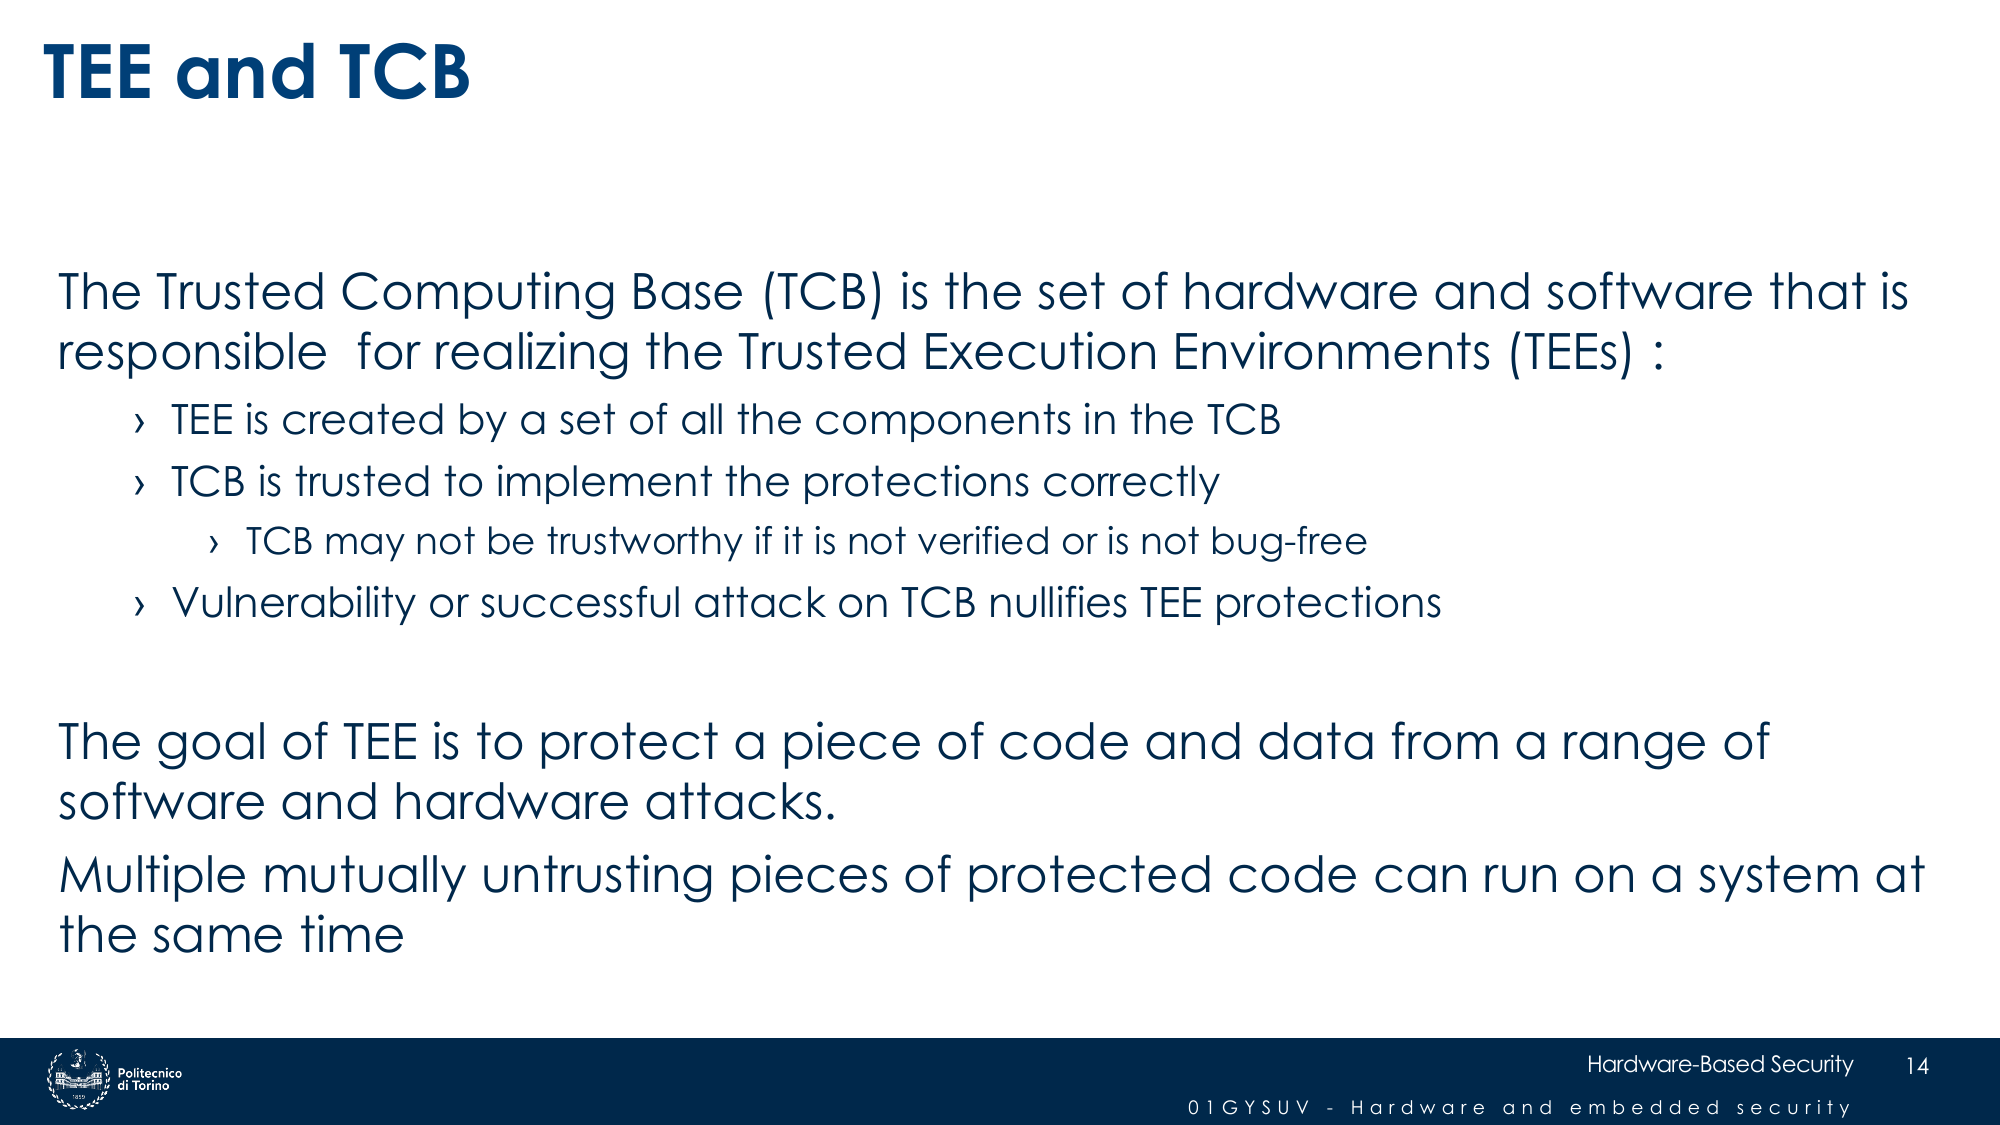 TEE and TCB
The Trusted Computing Base (TCB) is the set of hardware and software that is
responsible  for realizing the Trusted Execution Environments (TEEs) :
› TEE is created by a set of all the components in the TCB
› TCB is trusted to implement the protections correctly
› TCB may not be trustworthy if it is not verified or is not bug-free
› Vulnerability or successful attack on TCB nullifies TEE protections
The goal of TEE is to protect a piece of code and data from a range of
software and hardware attacks.
Multiple mutually untrusting pieces of protected code can run on a system at
the same time
1859
Politecnico
di Torino
Hardware-Based Security
14
01GYSUV - Hardware and embedded security